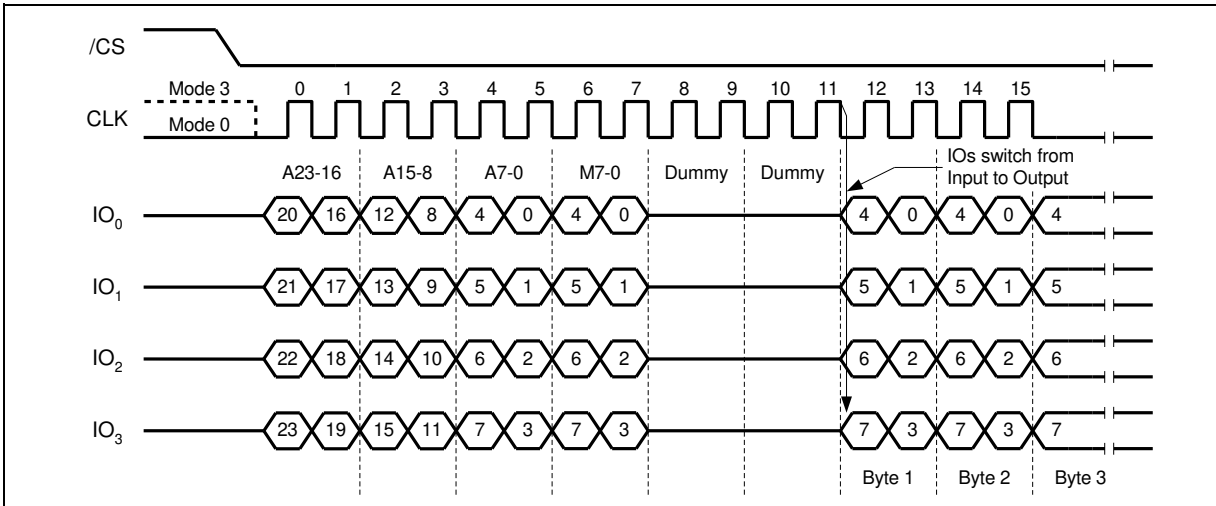 /CS
Mode 3 0 1 2 3 4 5 6 7 8 9 10 11 12 13 14 15
CLK Mode 0
IOs switch from
Input to Output
A23-16 A15-8 A7-0 M7-0 Dummy Dummy
IO0 20 16 12 8 4 0 4 0 4 0 4 0 4
IO1 21 17 13 9 5 1 5 1 5 1 5 1 5
IO2 22 18 14 10 6 2 6 2 6 2 6 2 6
IO3 23 19 15 11 7 3 7 3 7 3 7 3 7
Byte 1 Byte 2 Byte 3